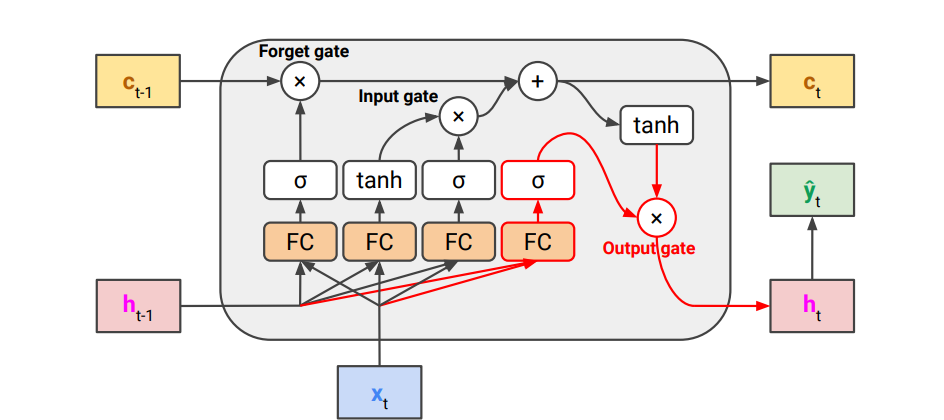 Forget gate
c t-1
×
+
c t
Input gate
×
tanh
σ
tanh
σ
σ
ŷ t
×
FC
FC
FC
FC
Output gate
h t-1
h t
x t